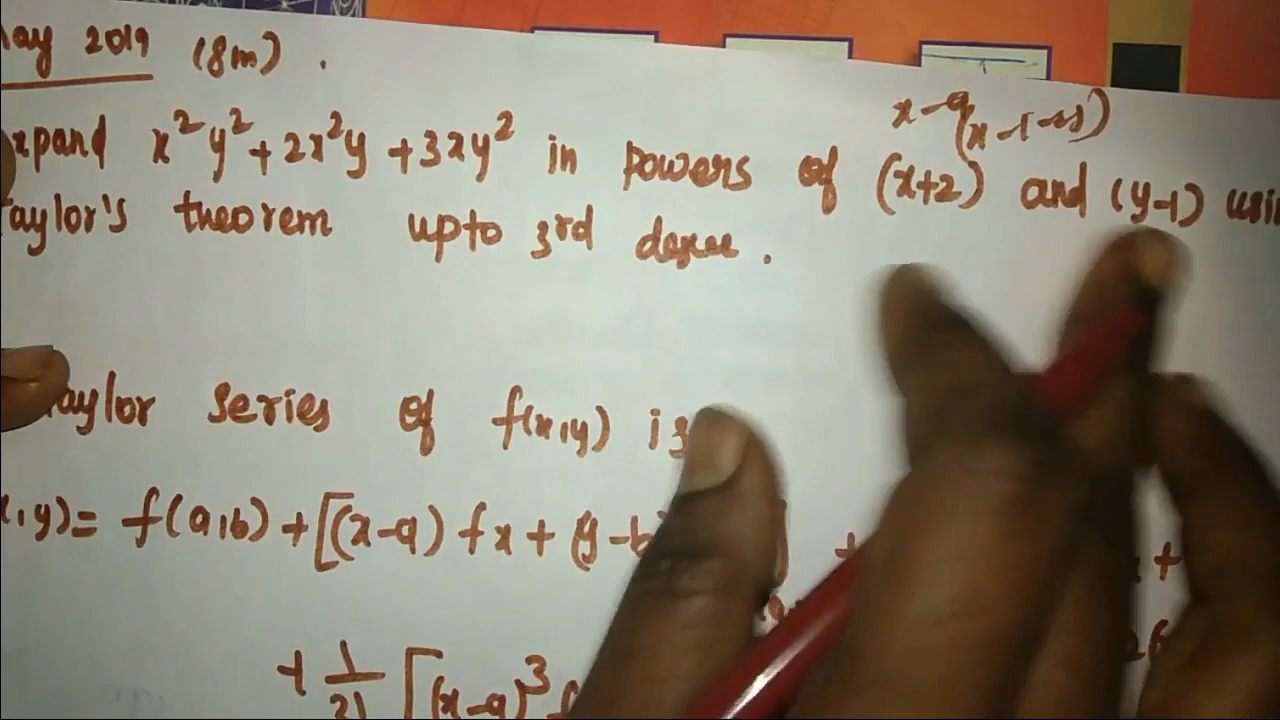 ay 2019 (8m).
x-a (x-(-2))
xpand x²y² + 2x²y + 3xy² in powers of (x+2) and (y-1) usin
aylor's theorem upto 3rd degree.
aylor series of f(x,y) is
,y) = f(a,b) + [(x-a) fx + (y-b
+ 1/3! [(x-a)³ f